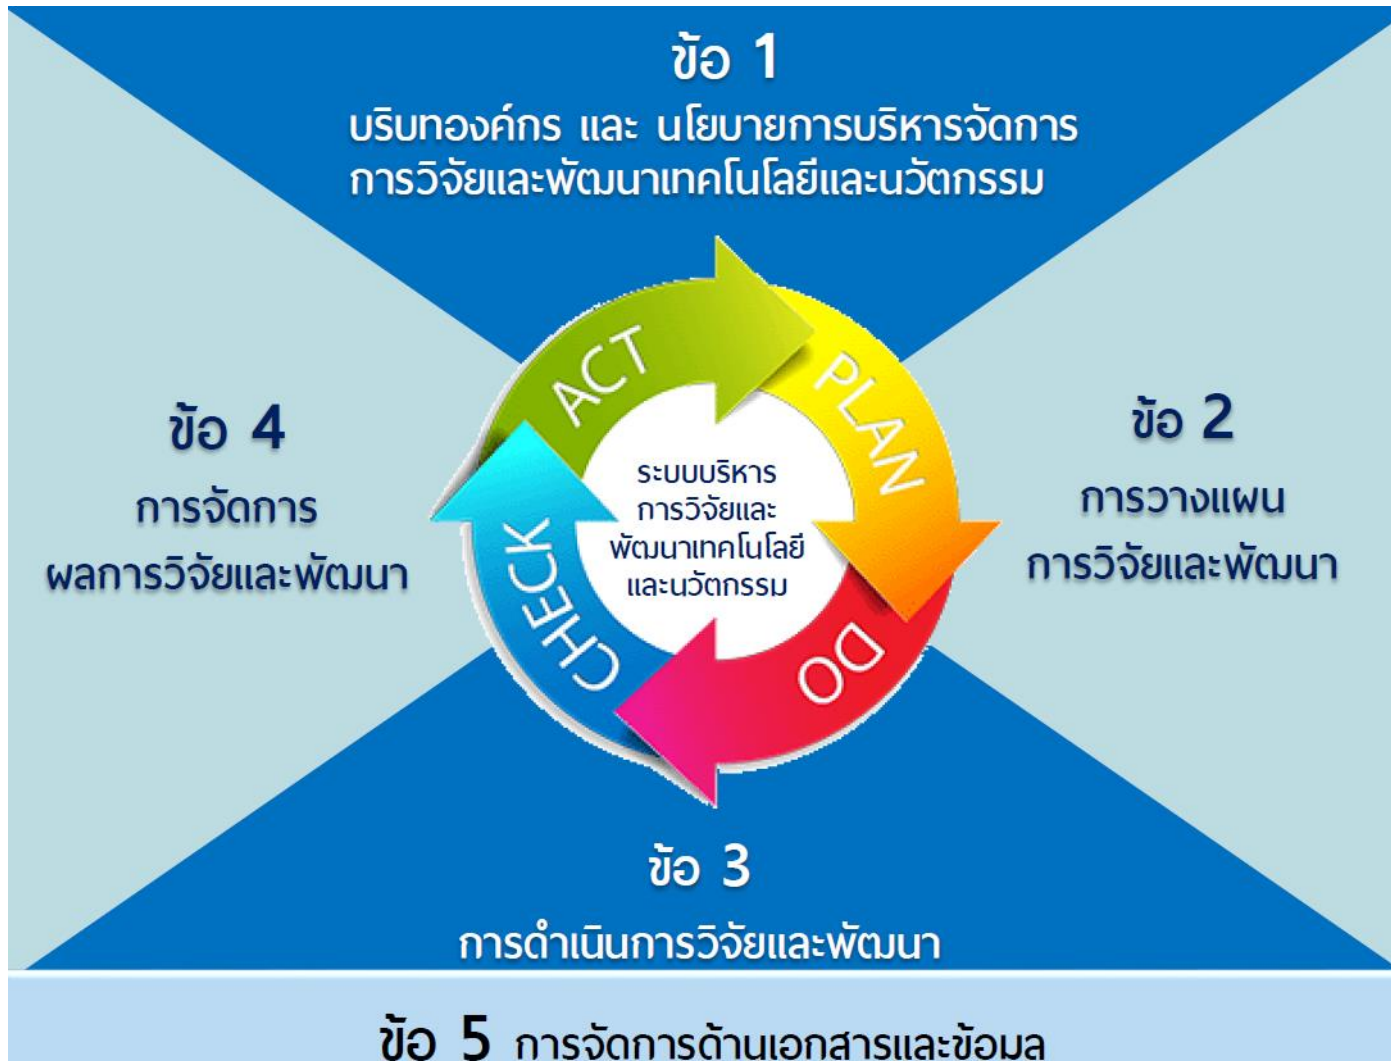 ข้อ 1
บริบทองค์กร และ นโยบายการบริหารจัดการ
การวิจัยและพัฒนาเทคโนโลยีและนวัตกรรม
ACT
PLAN
ข้อ 4
การจัดการ
ผลการวิจัยและพัฒนา
ระบบบริหาร
การวิจัยและ
พัฒนาเทคโนโลยี
และนวัตกรรม
ข้อ 2
การวางแผน
การวิจัยและพัฒนา
CHECK
DO
ข้อ 3
การดำเนินการวิจัยและพัฒนา
ข้อ 5 การจัดการด้านเอกสารและข้อมูล